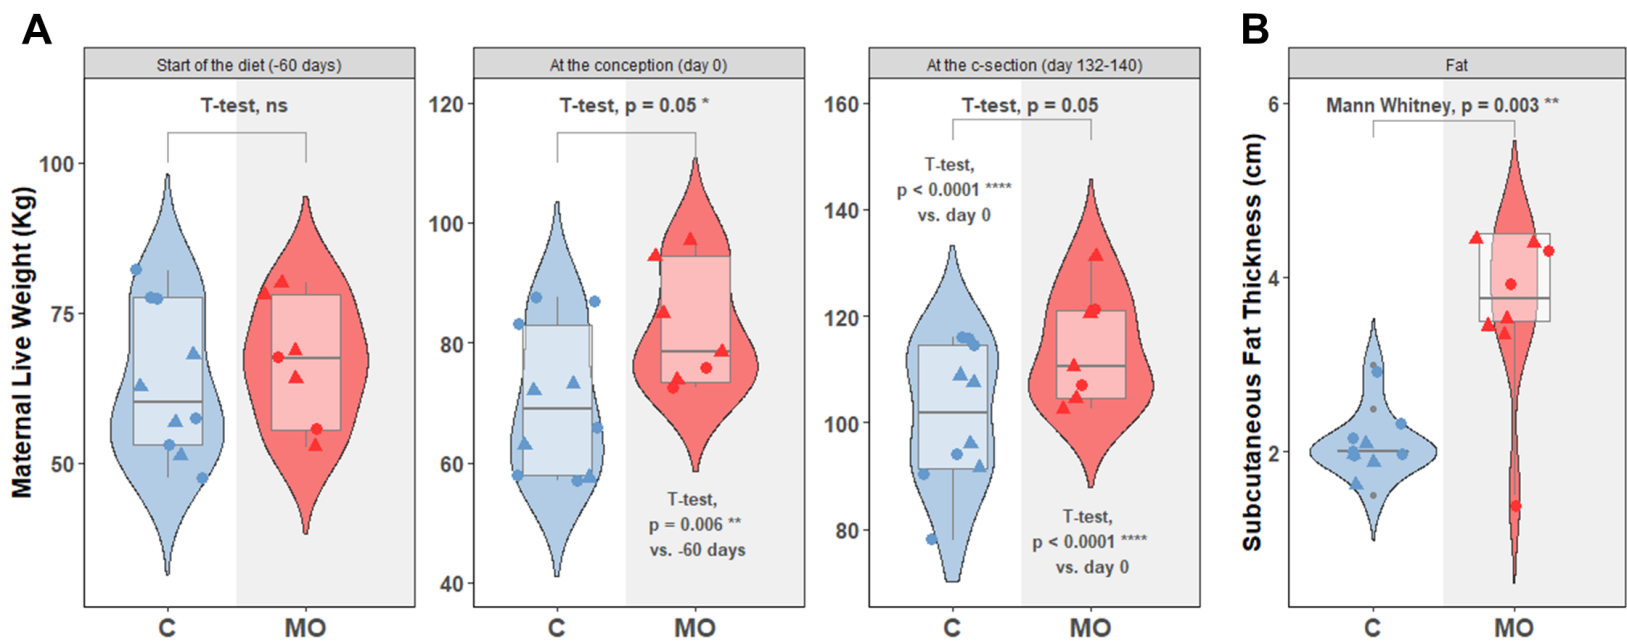 A
B
Start of the diet (-60 days)
At the conception (day 0)
At the c-section (day 132-140)
Fat
Maternal Live Weight (Kg)
T-test, ns
100
75
50
C
MO
T-test, p = 0.05 *
120
100
80
60
40
T-test,
p = 0.006 **
vs. -60 days
C
MO
T-test, p = 0.05
160
140
120
100
80
T-test,
p < 0.0001 ****
vs. day 0
T-test,
p < 0.0001 ****
vs. day 0
C
MO
Subcutaneous Fat Thickness (cm)
Mann Whitney, p = 0.003 **
6
4
2
C
MO